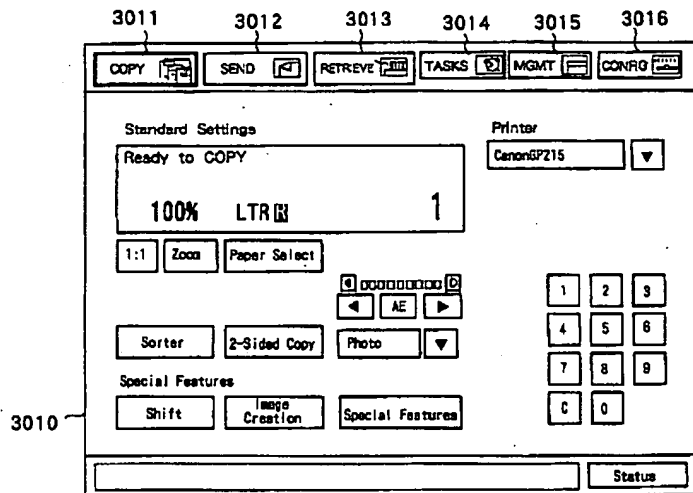 3011 3012 3013 3014 3015 3016
COPY SEND RETRIEVE TASKS MGMT CONFIG
Standard Settings Printer
Ready to COPY CanonGP215
100% LTR R 1
1:1 Zoom Paper Select
AE
1 2 3
Sorter 2-Sided Copy Photo 4 5 6
7 8 9
Special Features
3010 Shift Image Creation Special Features C 0
Status